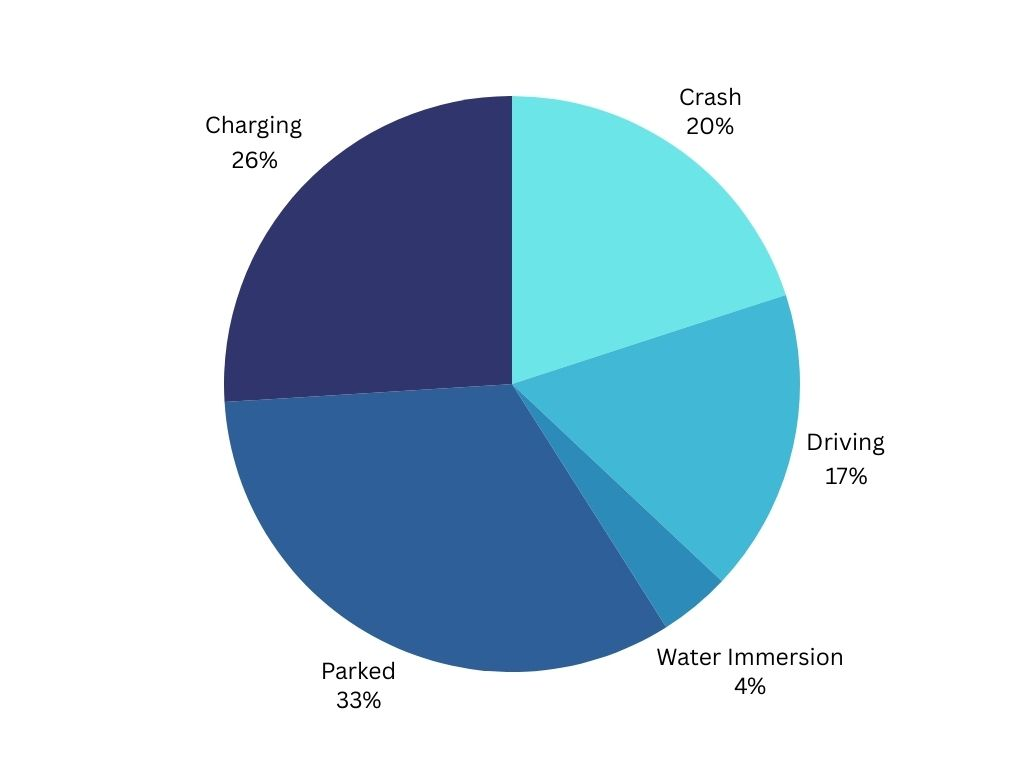 Crash
20%
Charging
26%
Driving
17%
Water Immersion
4%
Parked
33%